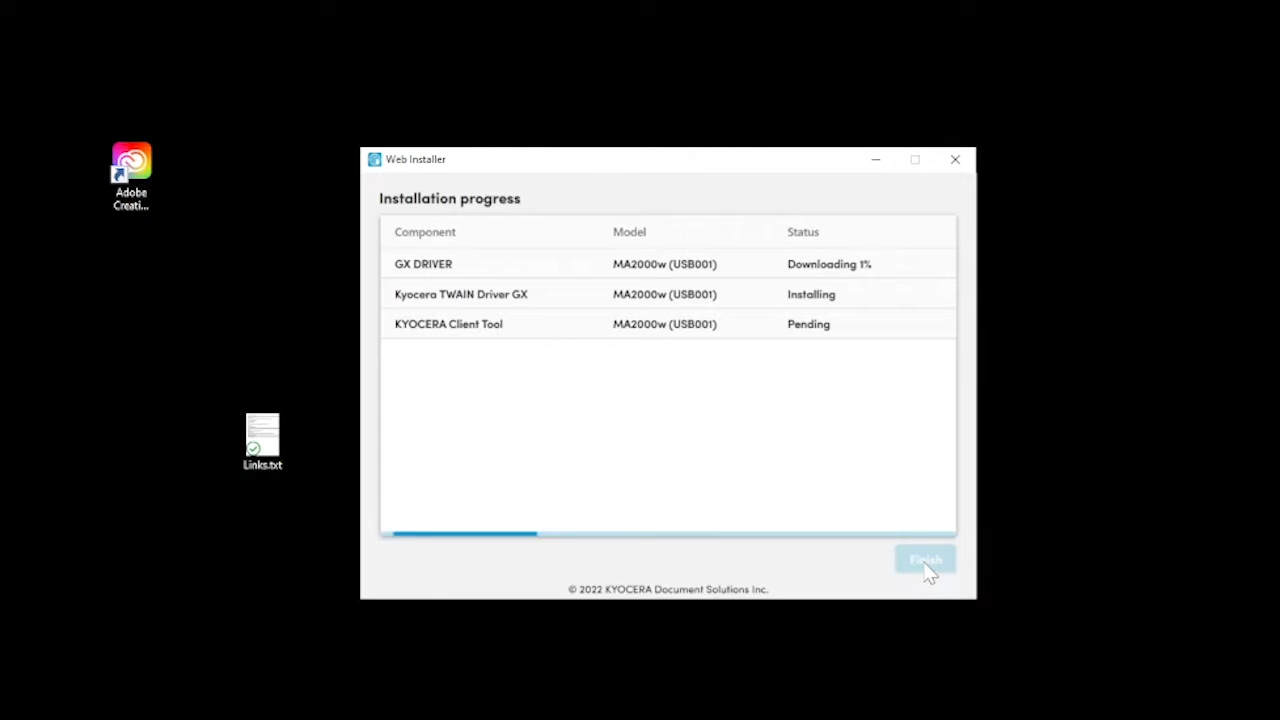 Adobe
Creati...
Web Installer
Installation progress
Component Model Status
GX DRIVER MA2000w (USB001) Downloading 1%
Kyocera TWAIN Driver GX MA2000w (USB001) Installing
KYOCERA Client Tool MA2000w (USB001) Pending
Links.txt
Finish
© 2022 KYOCERA Document Solutions Inc.